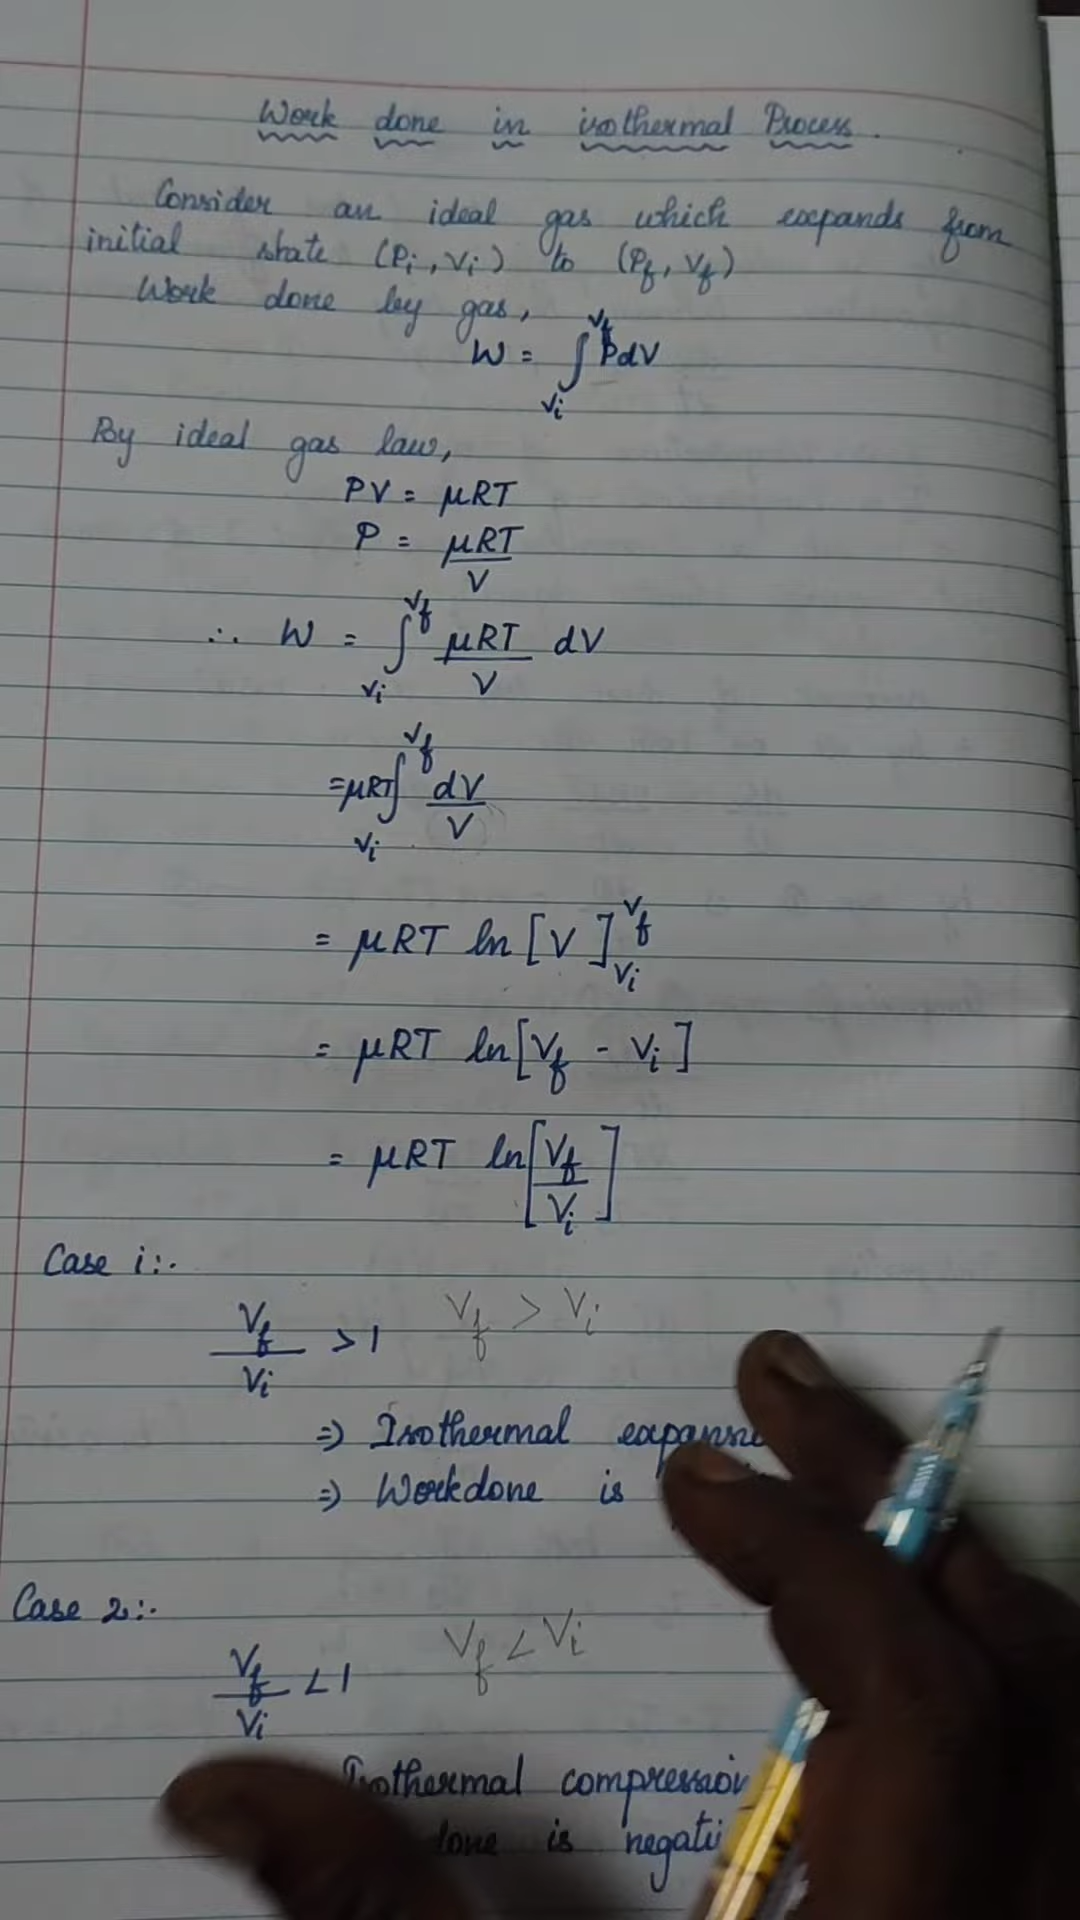 Work done in isothermal Process.
Consider an ideal gas which expands from
initial state (Pi, Vi) to (Pf, Vf)
Work done by gas,
W = ∫_{Vi}^{Vf} PdV
By ideal gas law,
PV = μRT
P = μRT/V
∴ W = ∫_{Vi}^{Vf} μRT/V dV
= μRT ∫_{Vi}^{Vf} dV/V
= μRT ln [V]_{Vi}^{Vf}
= μRT ln [Vf - Vi]
= μRT ln [Vf/Vi]
Case i:-
Vf/Vi > 1 Vf > Vi
⇒ Isothermal
⇒ Workdone is
Case 2:-
Vf/Vi < 1 Vf < Vi
compression
is